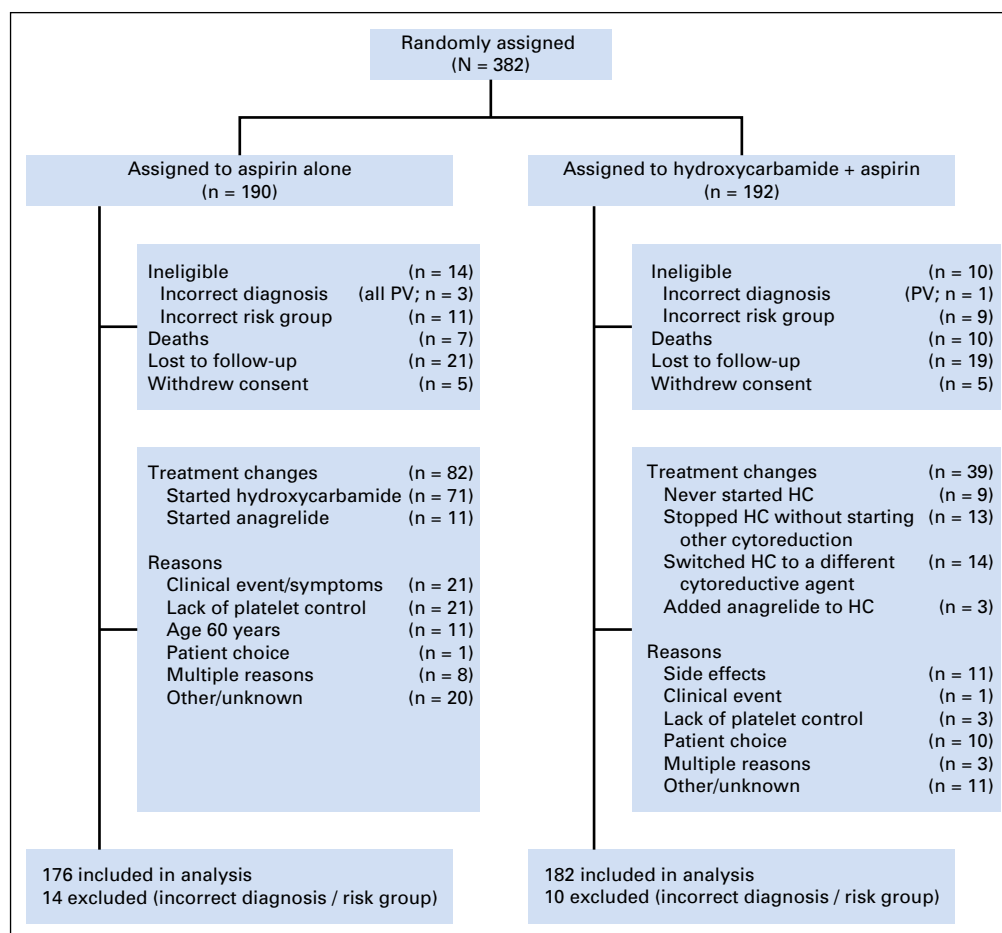 Randomly assigned
(N = 382)
Assigned to aspirin alone
(n = 190)
Assigned to hydroxycarbamide + aspirin
(n = 192)
Ineligible (n = 14)
Incorrect diagnosis (all PV; n = 3)
Incorrect risk group (n = 11)
Deaths (n = 7)
Lost to follow-up (n = 21)
Withdrew consent (n = 5)
Ineligible (n = 10)
Incorrect diagnosis (PV; n = 1)
Incorrect risk group (n = 9)
Deaths (n = 10)
Lost to follow-up (n = 19)
Withdrew consent (n = 5)
Treatment changes (n = 82)
Started hydroxycarbamide (n = 71)
Started anagrelide (n = 11)
Reasons
Clinical event/symptoms (n = 21)
Lack of platelet control (n = 21)
Age 60 years (n = 11)
Patient choice (n = 1)
Multiple reasons (n = 8)
Other/unknown (n = 20)
Treatment changes (n = 39)
Never started HC (n = 9)
Stopped HC without starting (n = 13)
other cytoreduction
Switched HC to a different (n = 14)
cytoreductive agent
Added anagrelide to HC (n = 3)
Reasons
Side effects (n = 11)
Clinical event (n = 1)
Lack of platelet control (n = 3)
Patient choice (n = 10)
Multiple reasons (n = 3)
Other/unknown (n = 11)
176 included in analysis
14 excluded (incorrect diagnosis / risk group)
182 included in analysis
10 excluded (incorrect diagnosis / risk group)